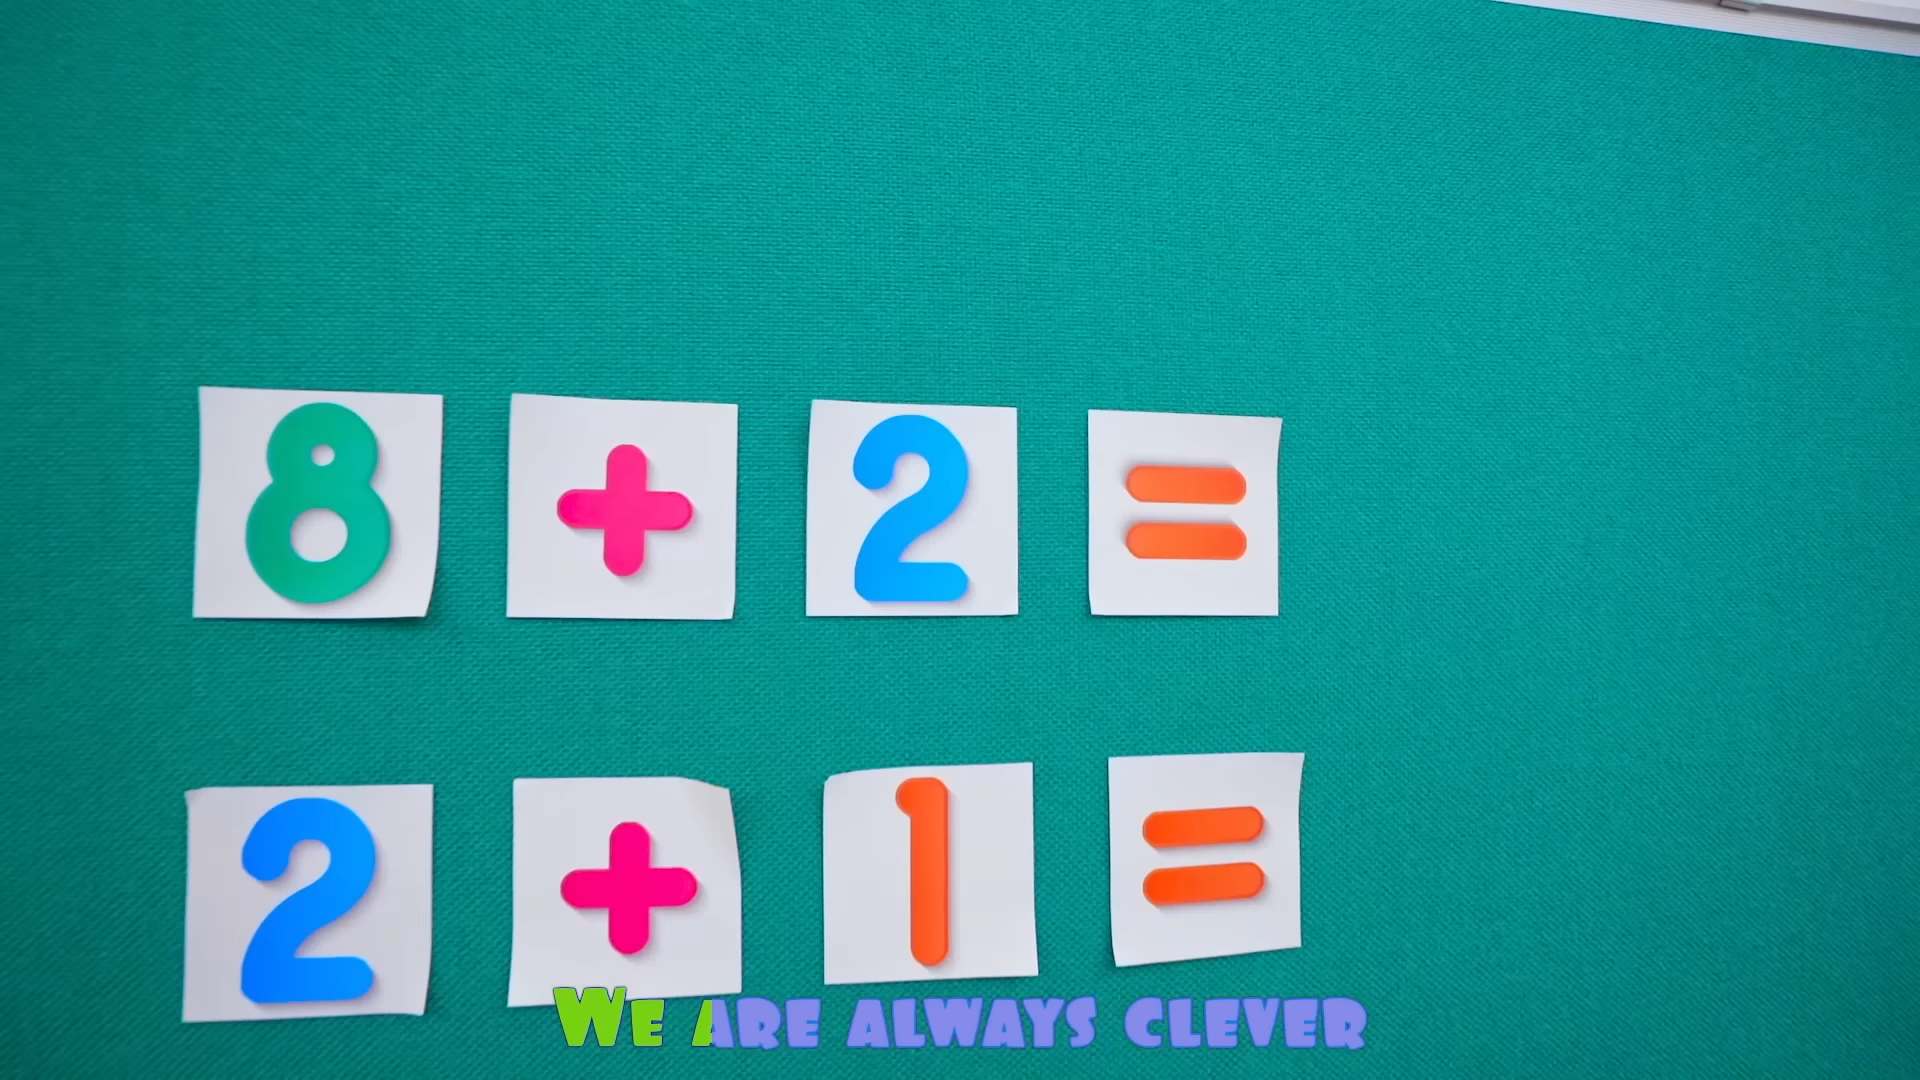 8 + 2 =
2 + 1 =
We are always clever